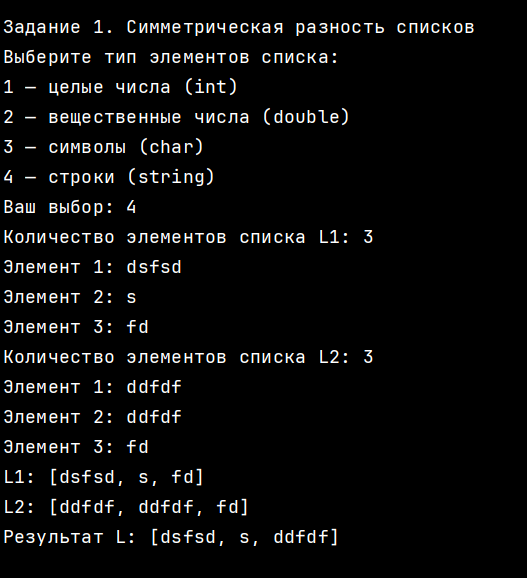 Задание 1. Симметрическая разность списков
Выберите тип элементов списка:
1 – целые числа (int)
2 – вещественные числа (double)
3 – символы (char)
4 – строки (string)
Ваш выбор: 4
Количество элементов списка L1: 3
Элемент 1: dsfsd
Элемент 2: s
Элемент 3: fd
Количество элементов списка L2: 3
Элемент 1: ddfdf
Элемент 2: ddfdf
Элемент 3: fd
L1: [dsfsd, s, fd]
L2: [ddfdf, ddfdf, fd]
Результат L: [dsfsd, s, ddfdf]